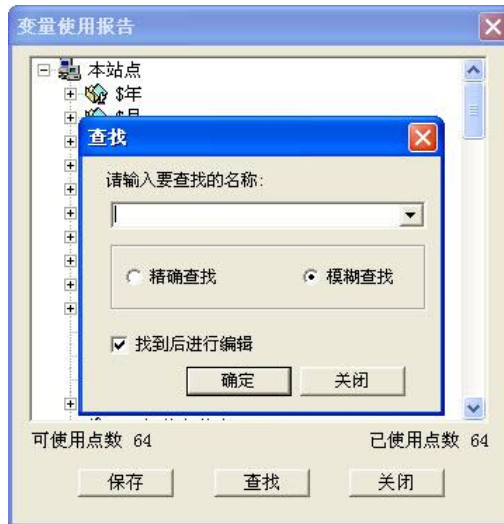 变量使用报告
本站点
$年
$月
查找
请输入要查找的名称:
精确查找
模糊查找
找到后进行编辑
确定
关闭
可使用点数 64
已使用点数 64
保存
查找
关闭